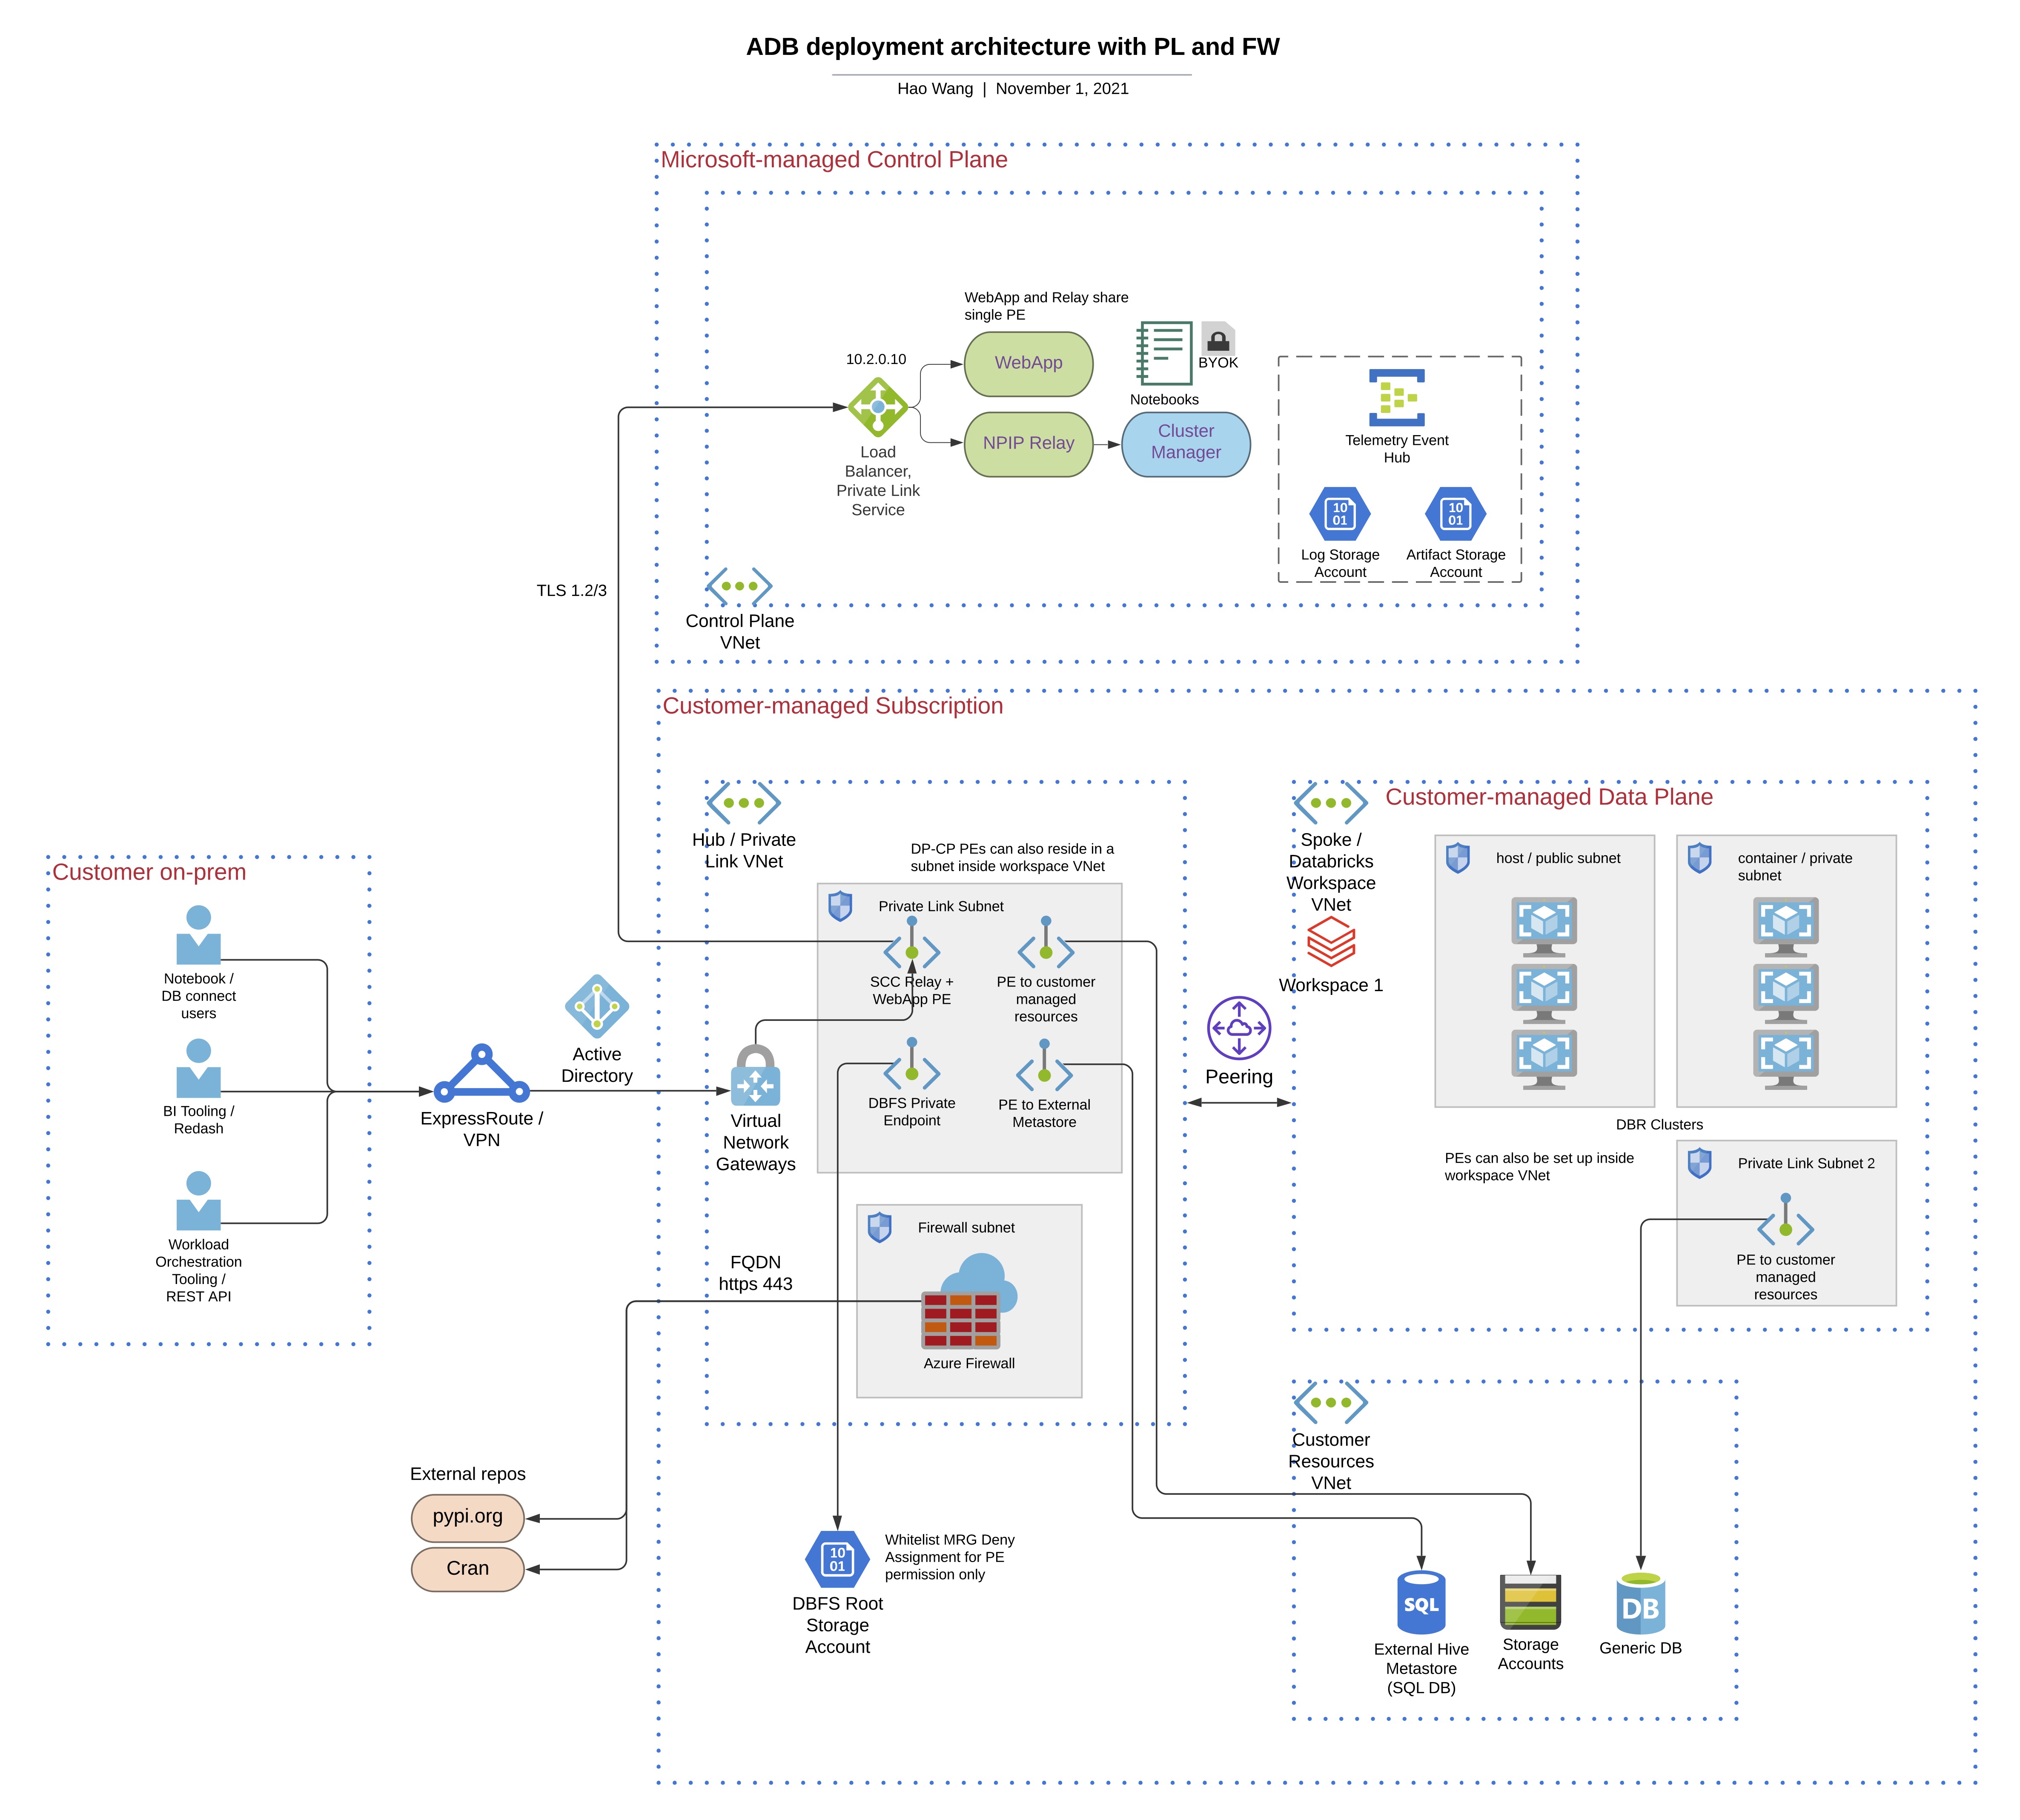 ADB deployment architecture with PL and FW
Hao Wang | November 1, 2021
Microsoft-managed Control Plane
WebApp and Relay share
single PE
10.2.0.10
WebApp
BYOK
Notebooks
NPIP Relay
Cluster
Manager
Load
Balancer,
Private Link
Service
Telemetry Event
Hub
10
01
10
01
Log Storage
Account
Artifact Storage
Account
TLS 1.2/3
Control Plane
VNet
Customer-managed Subscription
Hub / Private
Link VNet
DP-CP PEs can also reside in a
subnet inside workspace VNet
Private Link Subnet
SCC Relay +
WebApp PE
PE to customer
managed
resources
DBFS Private
Endpoint
PE to External
Metastore
Virtual
Network
Gateways
Firewall subnet
FQDN
https 443
Azure Firewall
Peering
Spoke /
Databricks
Workspace
VNet
Workspace 1
Customer-managed Data Plane
host / public subnet
container / private
subnet
DBR Clusters
PEs can also be set up inside
workspace VNet
Private Link Subnet 2
PE to customer
managed
resources
Customer on-prem
Notebook /
DB connect
users
BI Tooling /
Redash
Workload
Orchestration
Tooling /
REST API
Active
Directory
ExpressRoute /
VPN
External repos
pypi.org
Cran
10
01
DBFS Root
Storage
Account
Whitelist MRG Deny
Assignment for PE
permission only
Customer
Resources
VNet
SQL
External Hive
Metastore
(SQL DB)
Storage
Accounts
DB
Generic DB